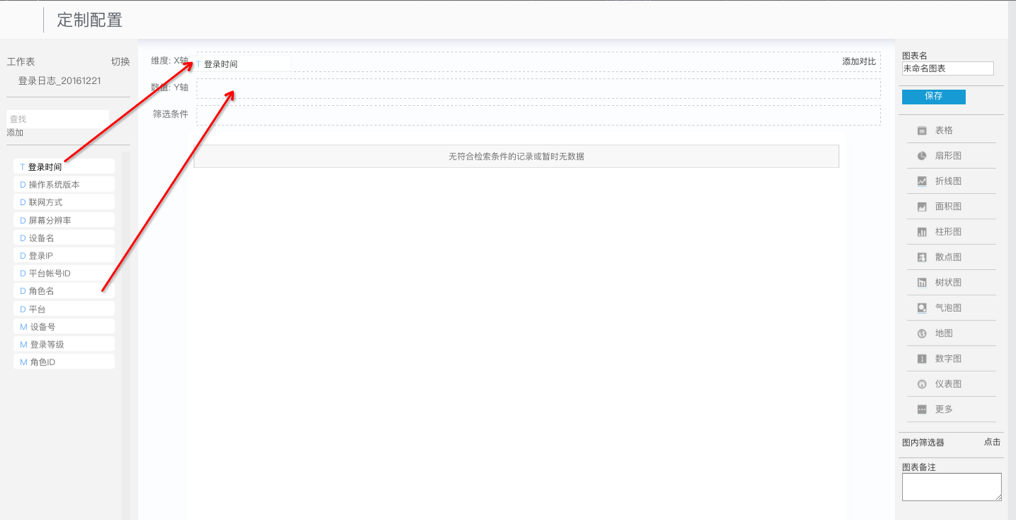 定制配置
工作表 切换
登录日志_20161221
查找
添加
T 登录时间
D 操作系统版本
D 联网方式
D 屏幕分辨率
D 设备名
D 登录IP
D 平台帐号ID
D 角色名
D 平台
M 设备号
M 登录等级
M 角色ID
维度: X轴 T 登录时间 添加对比
数值: Y轴
筛选条件
无符合检索条件的记录或暂时无数据
图表名
未命名图表
保存
表格
扇形图
折线图
面积图
柱形图
散点图
树状图
气泡图
地图
数字图
仪表图
更多
图内筛选器 点击
图表备注